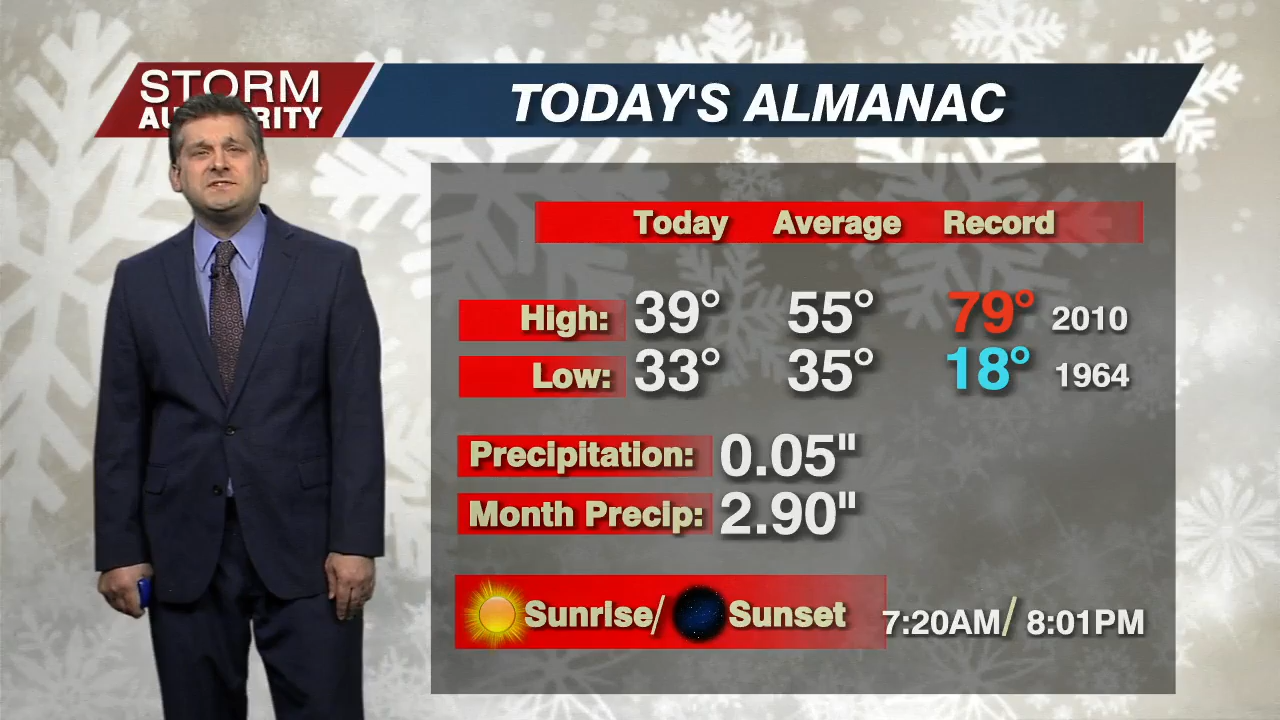 STORM
TODAY'S ALMANAC
Today Average Record
High: 39° 55° 79° 2010
Low: 33° 35° 18° 1964
Precipitation: 0.05"
Month Precip: 2.90"
Sunrise/ Sunset 7:20AM/ 8:01PM